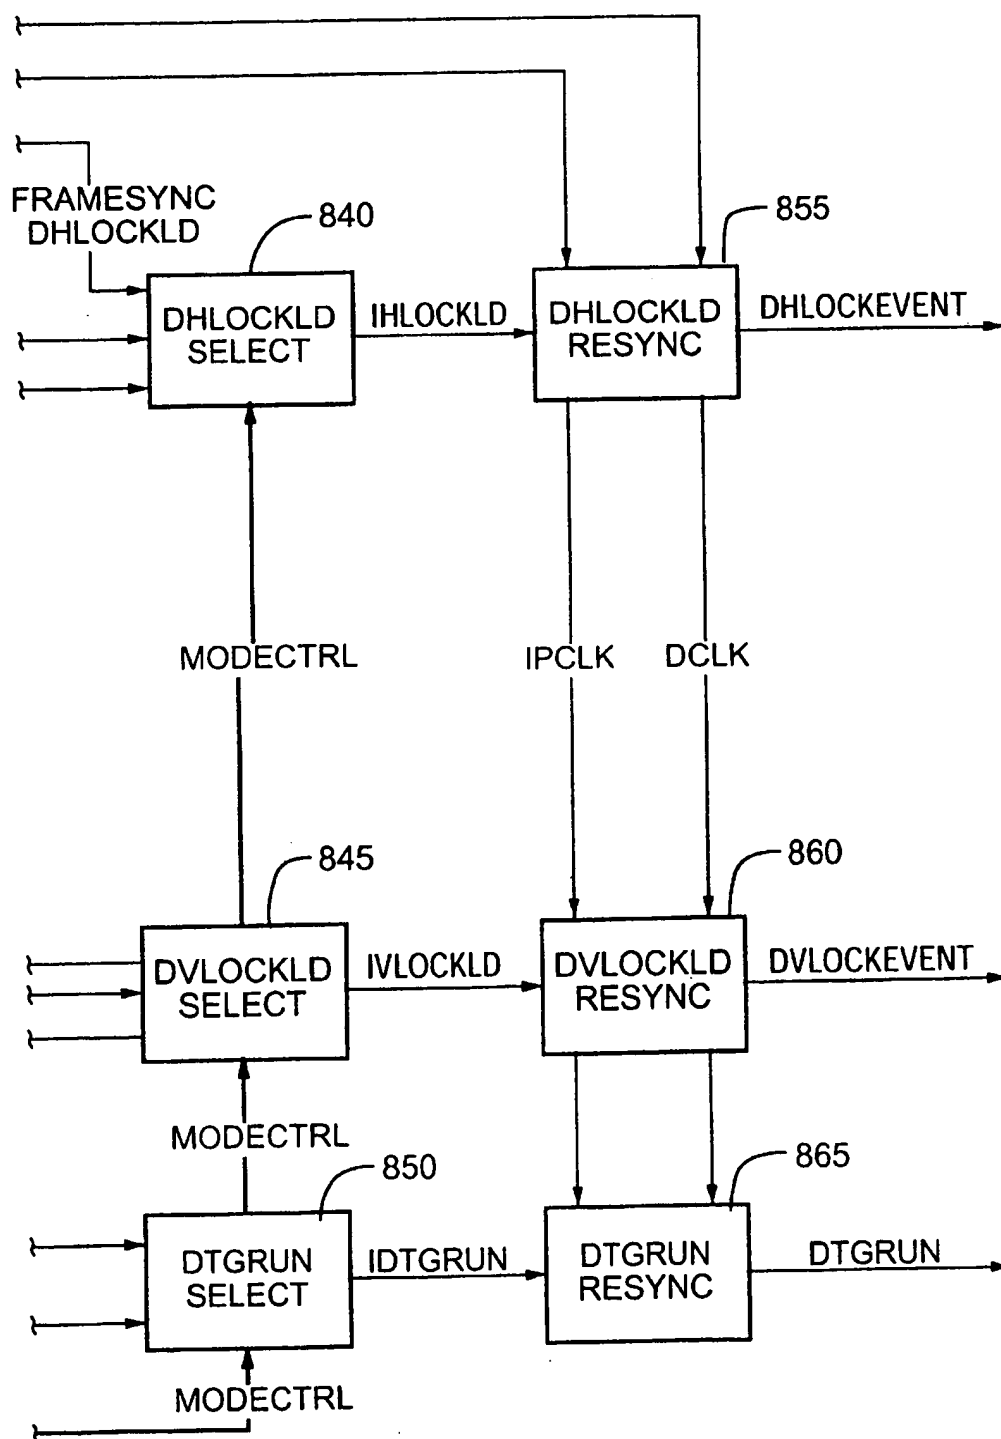 FRAMESYNC
DHLOCKLD
840
855
DHLOCKLD
SELECT
IHLOCKLD
DHLOCKLD
RESYNC
DHLOCKEVENT
MODECTRL
IPCLK
DCLK
845
860
DVLOCKLD
SELECT
IVLOCKLD
DVLOCKLD
RESYNC
DVLOCKEVENT
MODECTRL
850
865
DTGRUN
SELECT
IDTGRUN
DTGRUN
RESYNC
DTGRUN
MODECTRL